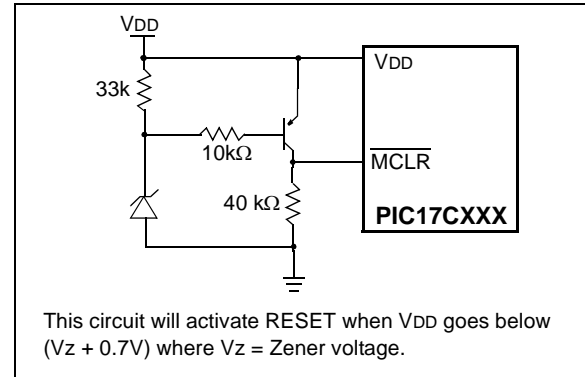 VDD
VDD
33k
10kΩ
MCLR
40 kΩ
PIC17CXXX
This circuit will activate RESET when VDD goes below
(Vz + 0.7V) where Vz = Zener voltage.